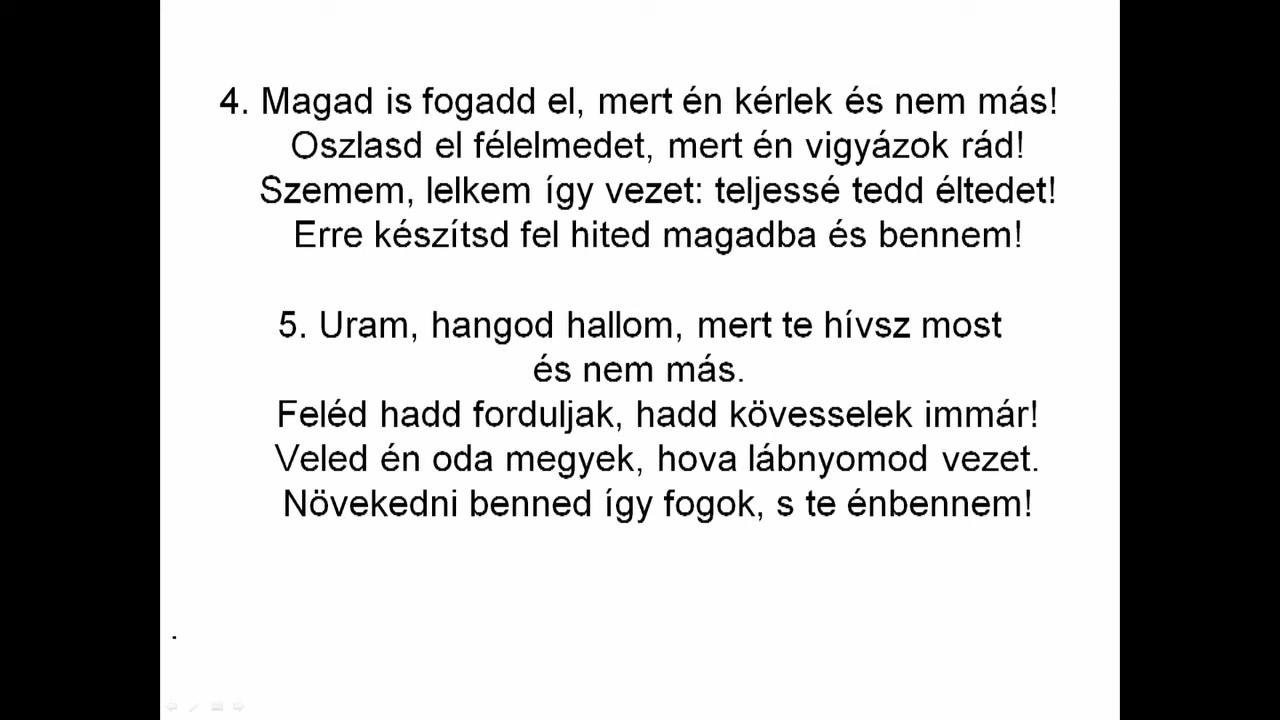 4. Magad is fogadd el, mert én kérlek és nem más!
Oszlasd el félelmedet, mert én vigyázok rád!
Szemem, lelkem így vezet: teljessé tedd éltedet!
Erre készítsd fel hited magadba és bennem!
5. Uram, hangod hallom, mert te hívsz most
és nem más.
Feléd hadd forduljak, hadd kövesselek immár!
Veled én oda megyek, hova lábnyomod vezet.
Növekedni benned így fogok, s te énbennem!
.